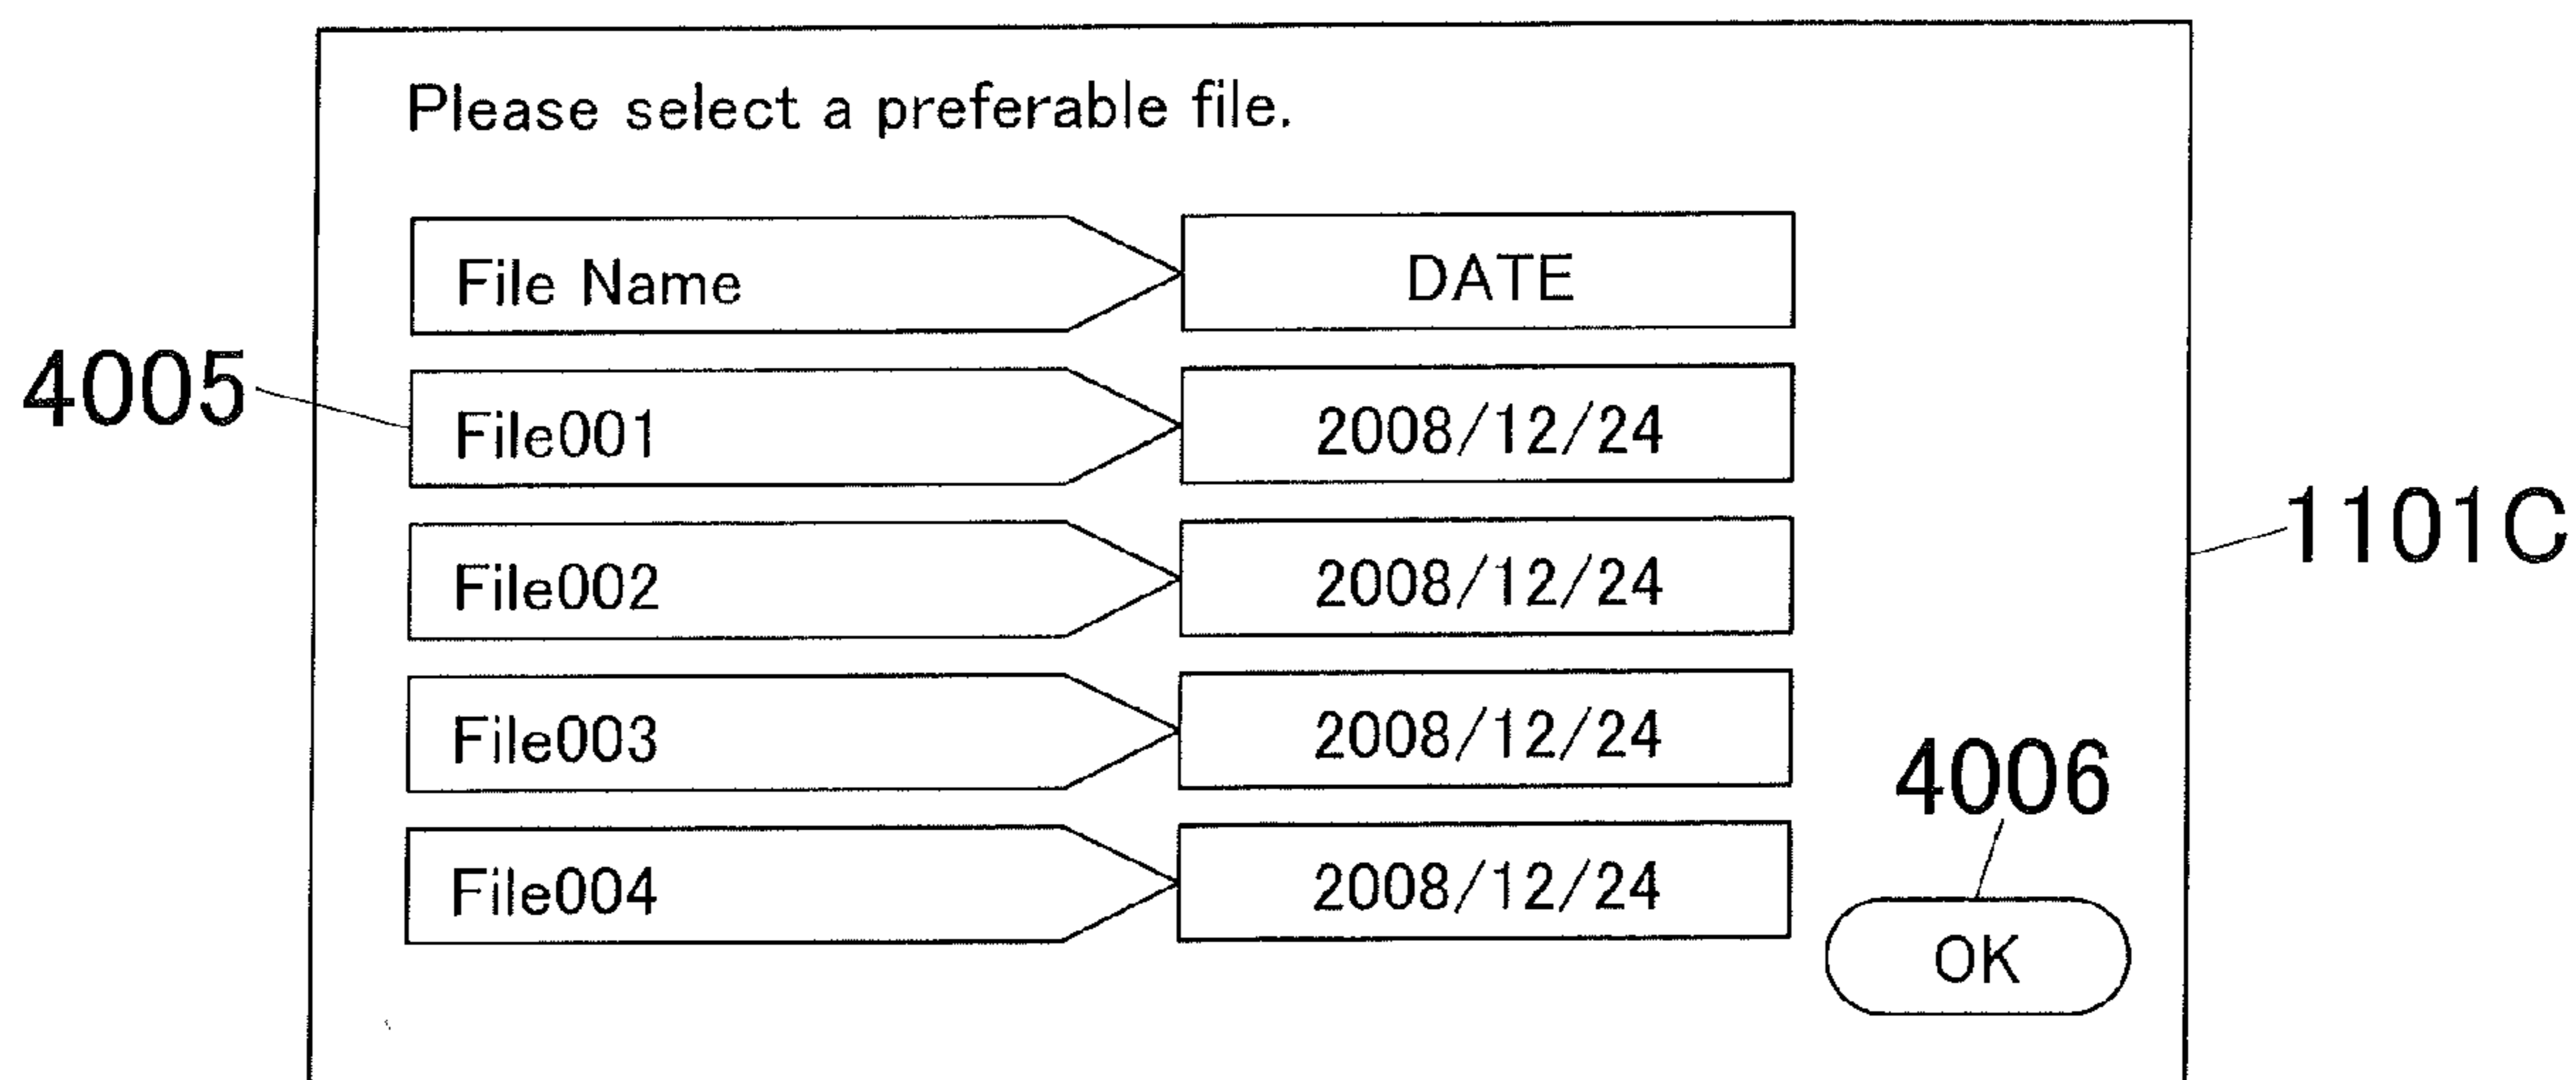 Please select a preferable file.
File Name DATE
4005
File001 2008/12/24
1101C
File002 2008/12/24
File003 2008/12/24
4006
File004 2008/12/24
OK